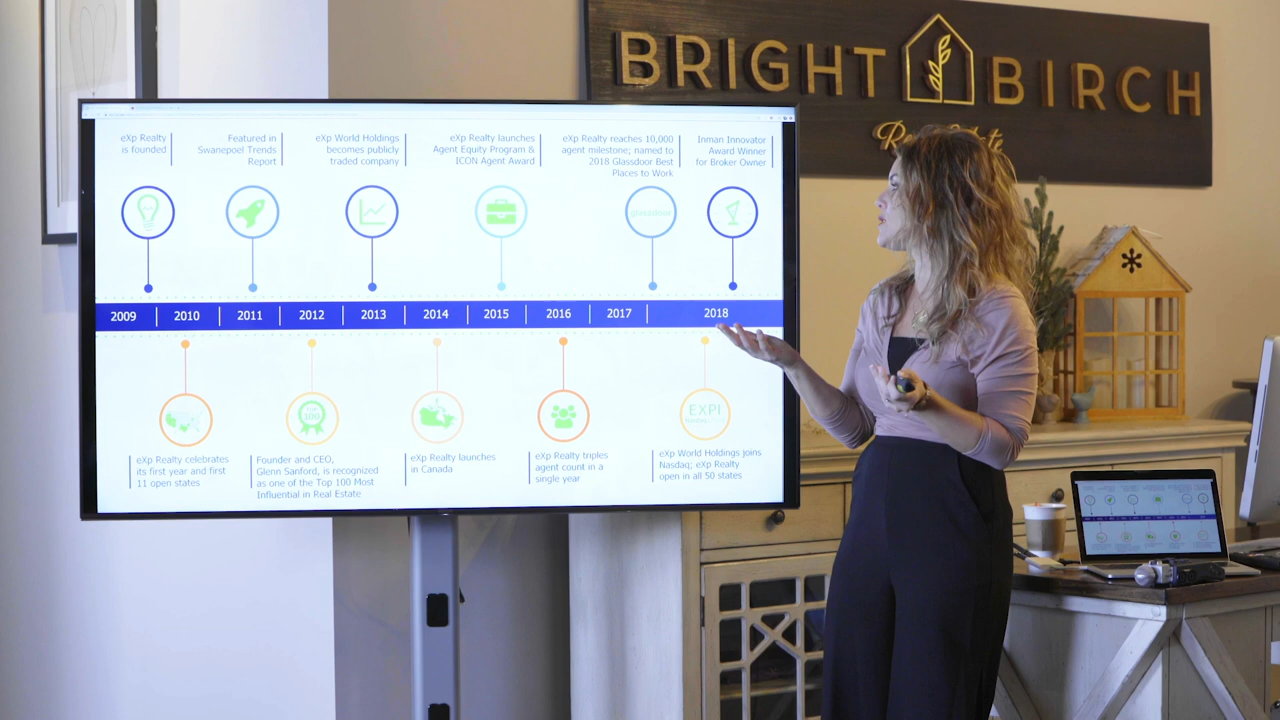 BRIGHT BIRCH
Real Estate
eXp Realty
is founded
Featured in
Swanepoel Trends
Report
eXp World Holdings
becomes publicly
traded company
eXp Realty launches
Agent Equity Program &
ICON Agent Award
eXp Realty reaches 10,000
agent milestone; named to
2018 Glassdoor Best
Places to Work
Inman Innovator
Award Winner
for Broker Owner
glassdoor
2009 2010 2011 2012 2013 2014 2015 2016 2017 2018
TOP
100
EXPI
eXp Realty celebrates
its first year and first
11 open states
Founder and CEO,
Glenn Sanford, is recognized
as one of the Top 100 Most
Influential in Real Estate
eXp Realty launches
in Canada
eXp Realty triples
agent count in a
single year
eXp World Holdings joins
Nasdaq; eXp Realty
open in all 50 states